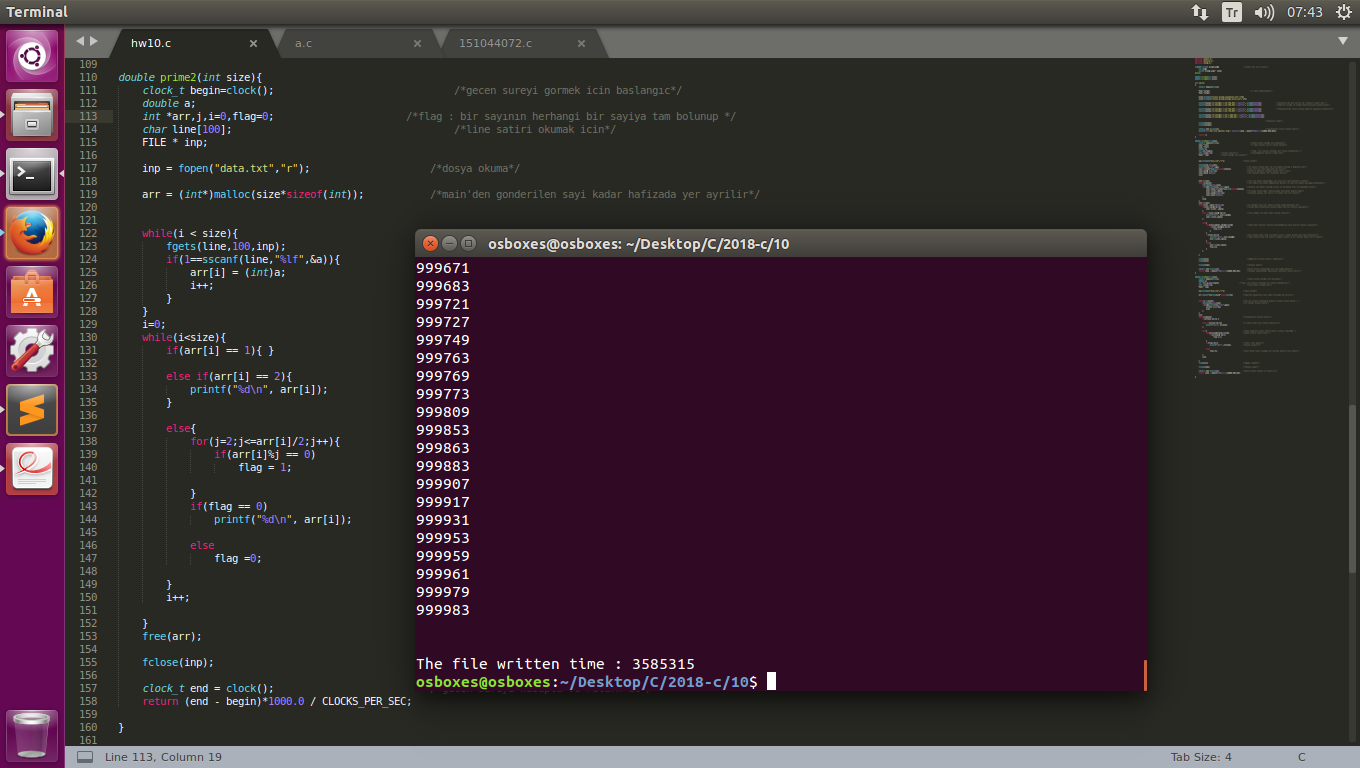 Terminal
Tr
07:43
hw10.c
a.c
151044072.c
109
110 double prime2(int size){
111 clock_t begin=clock(); /*gecen sureyi gormek icin baslangıc*/
112 double a;
113 int *arr,j,i=0,flag=0; /*flag : bir sayının herhangi bir sayiya tam bolunup */
114 char line[100]; /*line satiri okumak icin*/
115 FILE * inp;
116
117 inp = fopen("data.txt","r"); /*dosya okuma*/
118
119 arr = (int*)malloc(size*sizeof(int)); /*main'den gonderilen sayi kadar hafizada yer ayrilir*/
120
121
122 while(i < size){
123 fgets(line,100,inp);
124 if(1==sscanf(line,"%lf",&a)){
125 arr[i] = (int)a;
126 i++;
127 }
128 }
129 i=0;
130 while(i<size){
131 if(arr[i] == 1){ }
132
133 else if(arr[i] == 2){
134 printf("%d\n", arr[i]);
135 }
136
137 else{
138 for(j=2;j<=arr[i]/2;j++){
139 if(arr[i]%j == 0)
140 flag = 1;
141
142 }
143 if(flag == 0)
144 printf("%d\n", arr[i]);
145
146 else
147 flag =0;
148
149 }
150 i++;
151
152 }
153 free(arr);
154
155 fclose(inp);
156
157 clock_t end = clock();
158 return (end - begin)*1000.0 / CLOCKS_PER_SEC;
159
160 }
161
osboxes@osboxes: ~/Desktop/C/2018-c/10
999671
999683
999721
999727
999749
999763
999769
999773
999809
999853
999863
999883
999907
999917
999931
999953
999959
999961
999979
999983
The file written time : 3585315
osboxes@osboxes:~/Desktop/C/2018-c/10$
Line 113, Column 19
Tab Size: 4
C